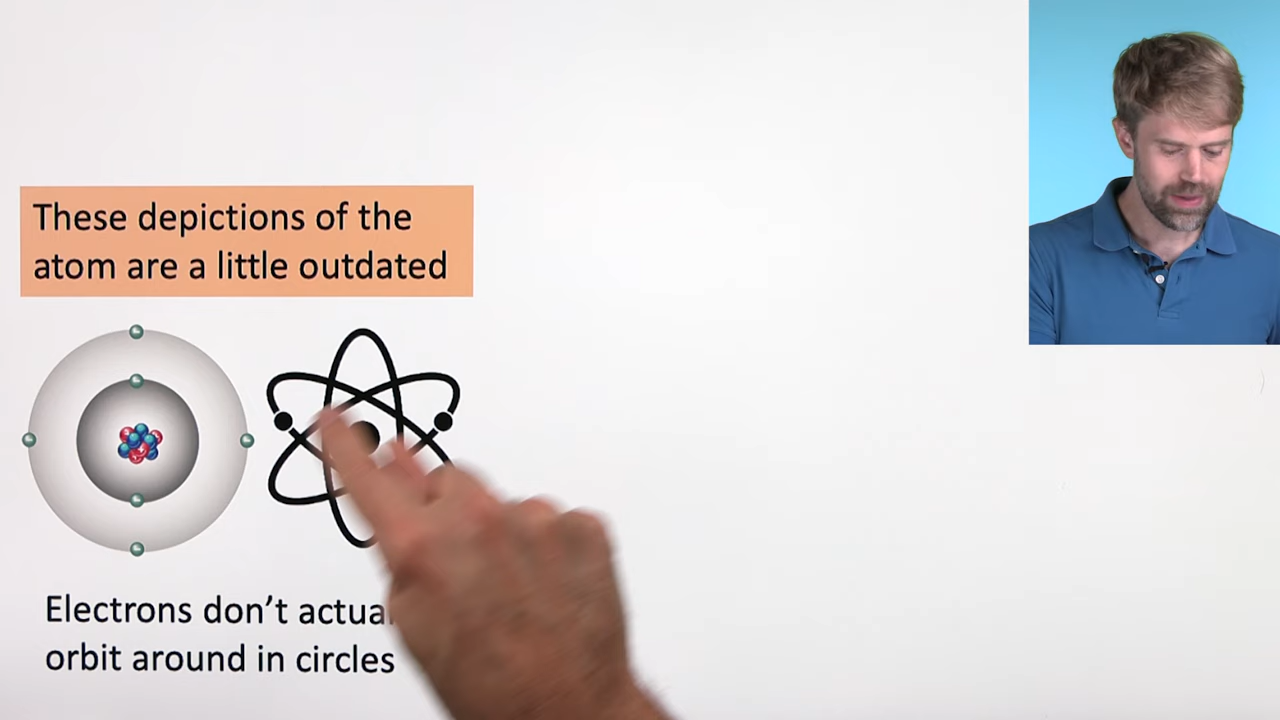 These depictions of the
atom are a little outdated
Electrons don't
orbit around in circles